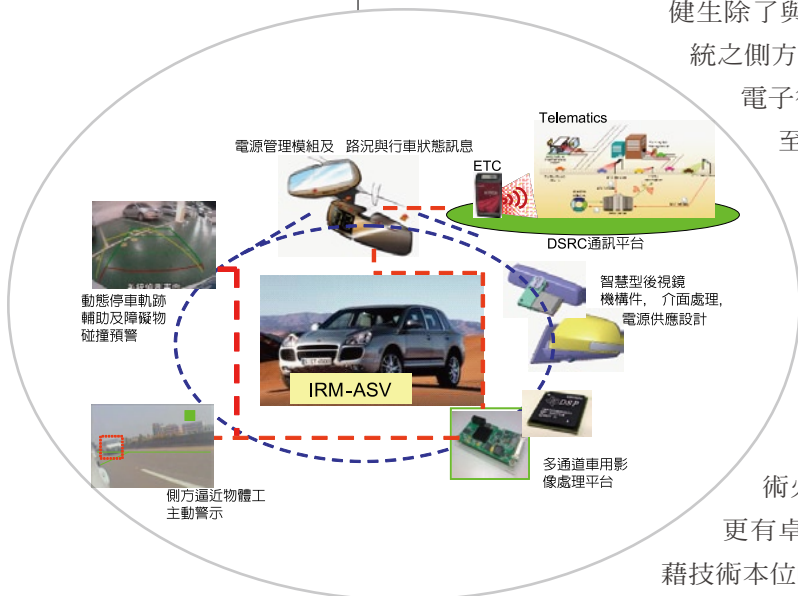 健生除了與
統之側方
電子
至
Telematics
電源管理模組及 路況與行車狀態訊息
ETC
DSRC通訊平台
智慧型後視鏡
機構件, 介面處理,
電源供應設計
動態停車軌跡
輔助及障礙物
碰撞預警
IRM-ASV
DSP
多通道車用影
像處理平台
側方逼近物體工
主動警示
術
更有卓
藉技術本位